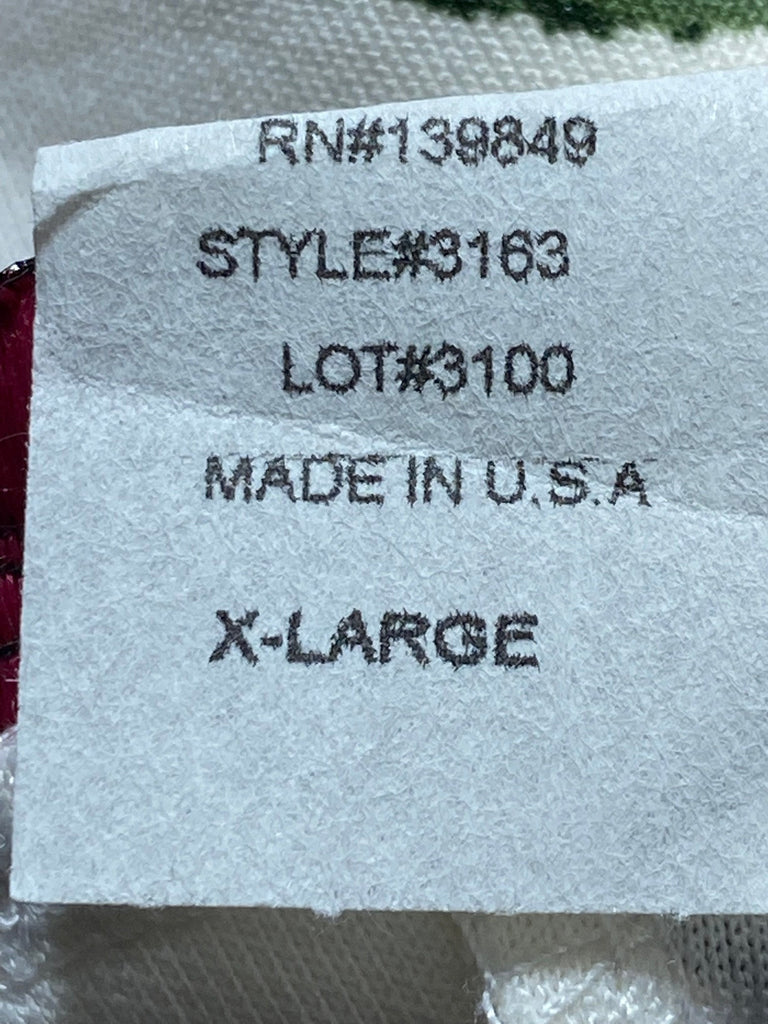 RN#139849
STYLE#3163
LOT#3100
MADE IN U.S.A
X-LARGE